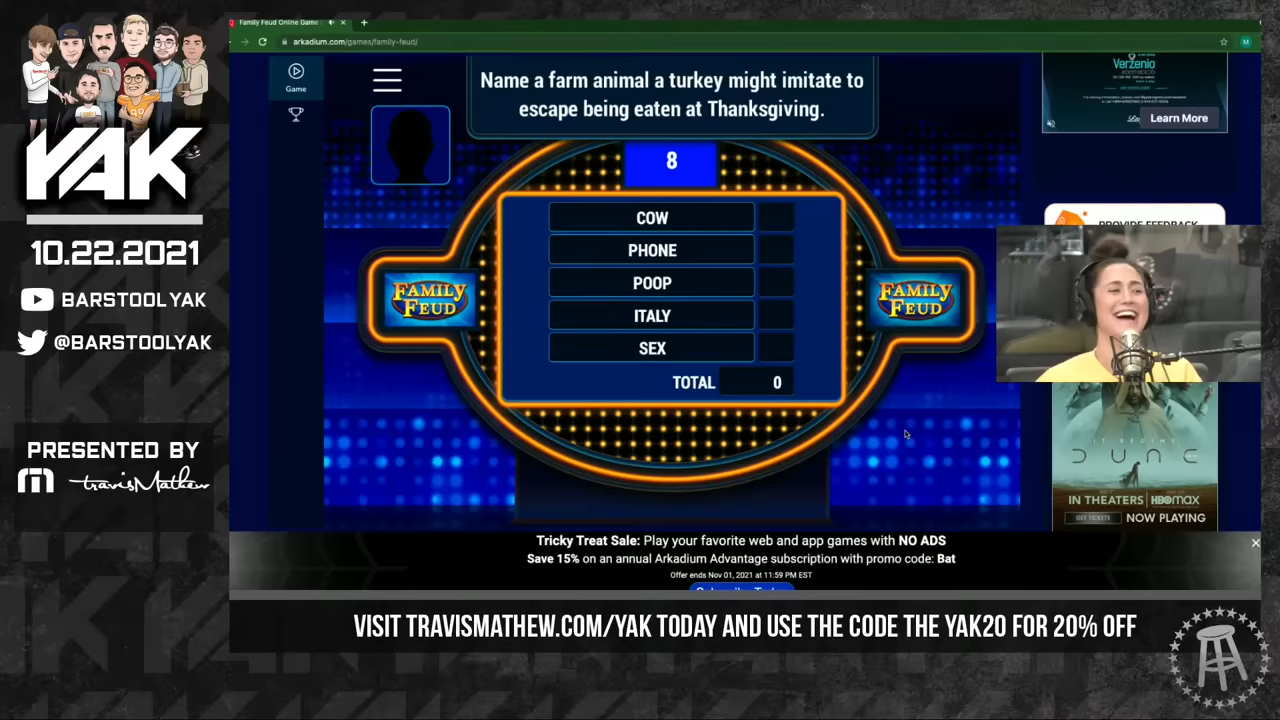 YAK
10.22.2021
BARSTOOLYAK
@BARSTOOLYAK
PRESENTED BY
travisMathew
Family Feud Online Game
arkadium.com/games/family-feud/
M
Game
Name a farm animal a turkey might imitate to
escape being eaten at Thanksgiving.
8
COW
PHONE
POOP
ITALY
SEX
TOTAL 0
FAMILY
FEUD
FAMILY
FEUD
Verzenio
Learn More
PROVIDE FEEDBACK
IT BEGINS
DUNE
IN THEATERS | HBOMAX
GET TICKETS NOW PLAYING
Tricky Treat Sale: Play your favorite web and app games with NO ADS
Save 15% on an annual Arkadium Advantage subscription with promo code: Bat
Offer ends Nov 01, 2021 at 11:59 PM EST
VISIT TRAVISMATHEW.COM/YAK TODAY AND USE THE CODE THE YAK20 FOR 20% OFF